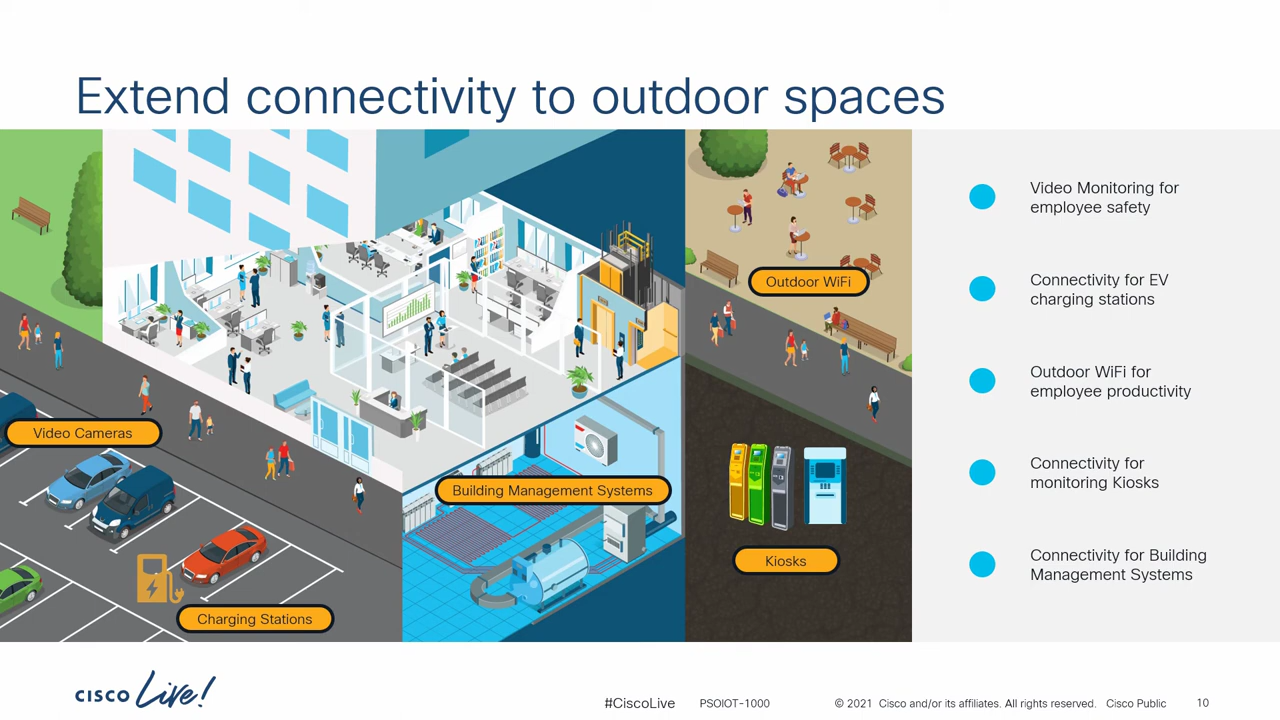 Extend connectivity to outdoor spaces
Video Monitoring for
employee safety
Outdoor WiFi
Connectivity for EV
charging stations
Outdoor WiFi for
employee productivity
Video Cameras
Building Management Systems
Connectivity for
monitoring Kiosks
Kiosks
Connectivity for Building
Management Systems
Charging Stations
CISCO Live!
#CiscoLive PSOIOT-1000 © 2021 Cisco and/or its affiliates. All rights reserved. Cisco Public 10